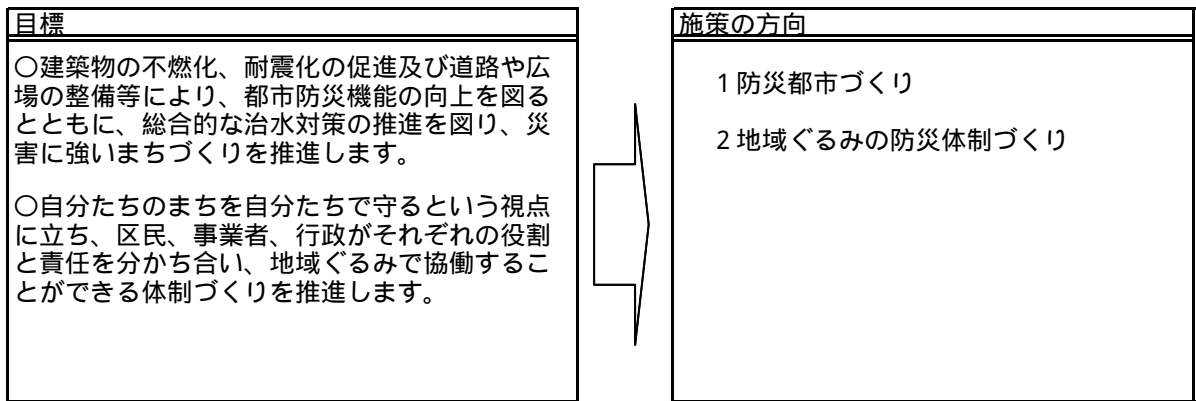 目標
○建築物の不燃化、耐震化の促進及び道路や広
場の整備等により、都市防災機能の向上を図る
とともに、総合的な治水対策の推進を図り、災
害に強いまちづくりを推進します。
○自分たちのまちを自分たちで守るという視点
に立ち、区民、事業者、行政がそれぞれの役割
と責任を分かち合い、地域ぐるみで協働するこ
とができる体制づくりを推進します。
施策の方向
1 防災都市づくり
2 地域ぐるみの防災体制づくり